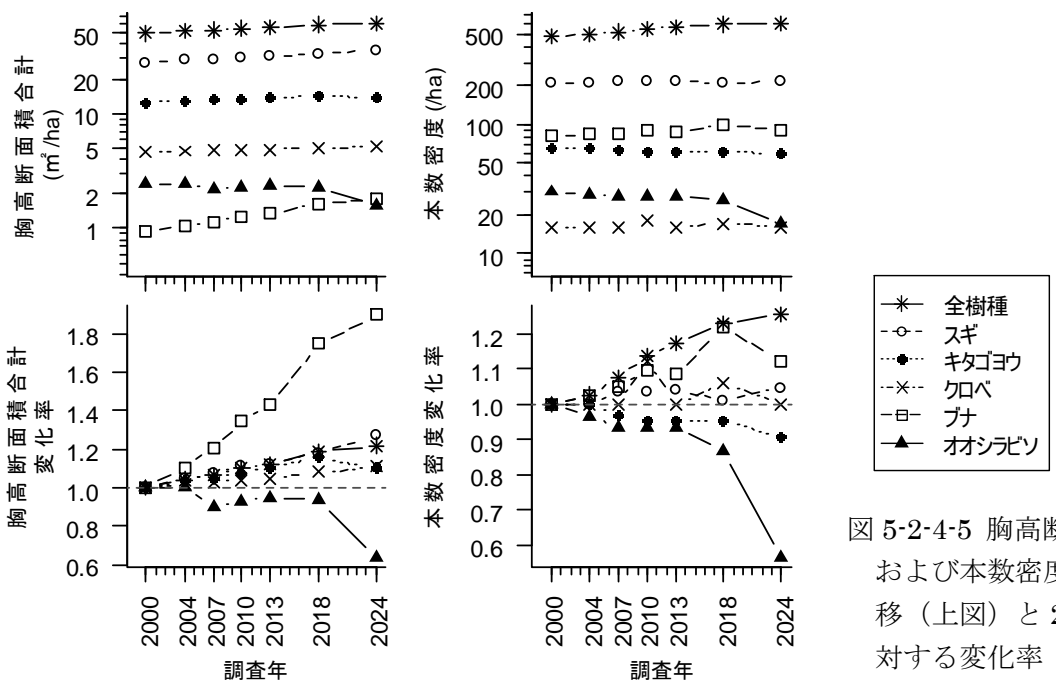 胸高断面積合計
(m²/ha)
50
20
10
5
2
1
本数密度(/ha)
500
200
100
50
20
10
胸高断面積合計
変化率
1.8
1.6
1.4
1.2
1.0
0.8
0.6
本数密度変化率
1.2
1.1
1.0
0.9
0.8
0.7
0.6
2000
2004
2007
2010
2013
2018
2024
調査年
2000
2004
2007
2010
2013
2018
2024
調査年
全樹種
スギ
キタゴヨウ
クロベ
ブナ
オオシラビソ
図 5-2-4-5 胸高断
および本数密度
移（上図）と 2
対する変化率